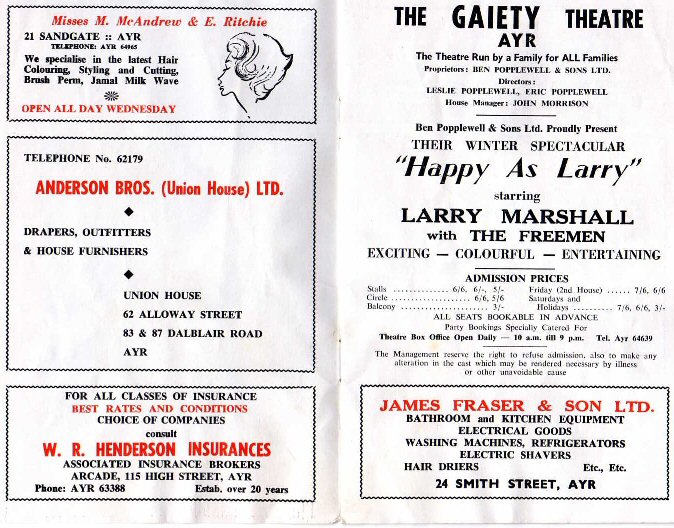 Misses M. McAndrew & E. Ritchie
21 SANDGATE :: AYR
TELEPHONE: AYR 64965
We specialise in the latest Hair
Colouring, Styling and Cutting,
Brush Perm, Jamal Milk Wave
OPEN ALL DAY WEDNESDAY
TELEPHONE No. 62179
ANDERSON BROS. (Union House) LTD.
DRAPERS, OUTFITTERS
& HOUSE FURNISHERS
UNION HOUSE
62 ALLOWAY STREET
83 & 87 DALBLAIR ROAD
AYR
FOR ALL CLASSES OF INSURANCE
BEST RATES AND CONDITIONS
CHOICE OF COMPANIES
consult
W. R. HENDERSON INSURANCES
ASSOCIATED INSURANCE BROKERS
ARCADE, 115 HIGH STREET, AYR
Phone: AYR 63388 Estab. over 20 years
THE GAIETY THEATRE
AYR
The Theatre Run by a Family for ALL Families
Proprietors: BEN POPPLEWELL & SONS LTD.
Directors:
LESLIE POPPLEWELL, ERIC POPPLEWELL
House Manager: JOHN MORRISON
Ben Popplewell & Sons Ltd. Proudly Present
THEIR WINTER SPECTACULAR
"Happy As Larry"
starring
LARRY MARSHALL
with THE FREEMEN
EXCITING — COLOURFUL — ENTERTAINING
ADMISSION PRICES
Stalls .................. 6/6, 6/-, 5/- Friday (2nd House) ...... 7/6, 6/6
Circle .................. 6/6, 5/6 Saturdays and
Balcony .................. 3/- Holidays .................. 7/6, 6/6, 3/-
ALL SEATS BOOKABLE IN ADVANCE
Party Bookings Specially Catered For
Theatre Box Office Open Daily — 10 a.m. till 9 p.m. Tel. Ayr 64639
The Management reserve the right to refuse admission, also to make any
alteration in the cast which may be rendered necessary by illness
or other unavoidable cause
JAMES FRASER & SON LTD.
BATHROOM and KITCHEN EQUIPMENT
ELECTRICAL GOODS
WASHING MACHINES, REFRIGERATORS
ELECTRIC SHAVERS
HAIR DRIERS Etc., Etc.
24 SMITH STREET, AYR